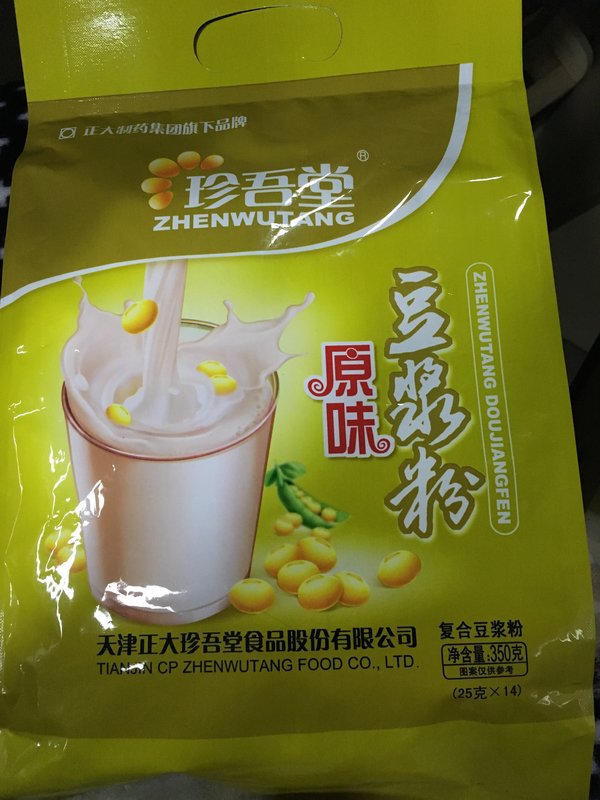 正大制药集团旗下品牌
珍吾堂®
ZHENWUTANG
豆浆粉
原味
ZHENWUTANG DOUJIANGFEN
天津正大珍吾堂食品股份有限公司
TIANJIN CP ZHENWUTANG FOOD CO., LTD.
复合豆浆粉
净含量:350克
图案仅供参考
(25克×14)